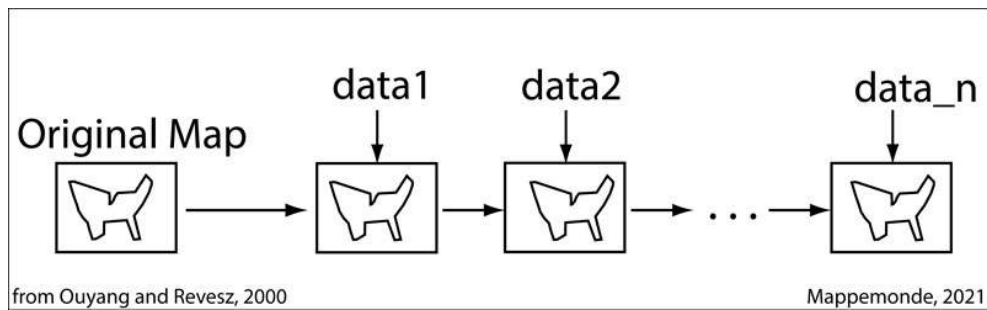 data1
data2
data_n
Original Map
. . .
from Ouyang and Revesz, 2000
Mappemonde, 2021